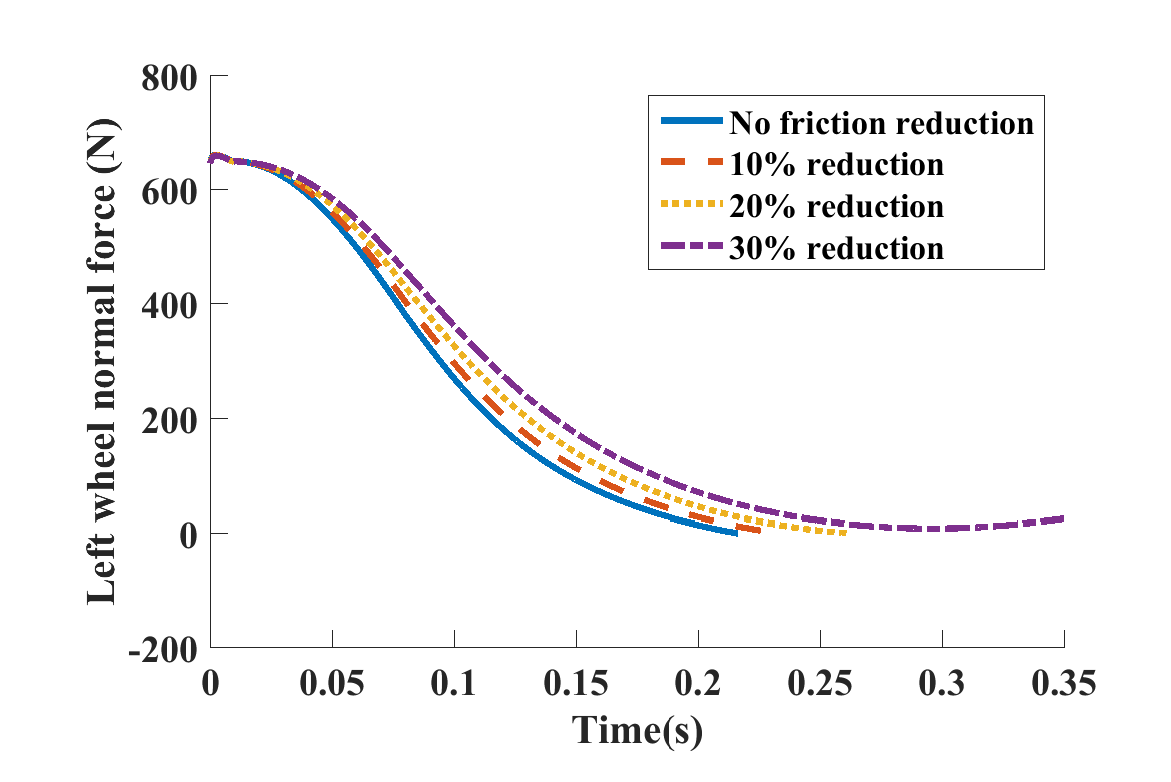 800
600
400
200
0
-200
Left wheel normal force (N)
No friction reduction
10% reduction
20% reduction
30% reduction
0 0.05 0.1 0.15 0.2 0.25 0.3 0.35
Time(s)